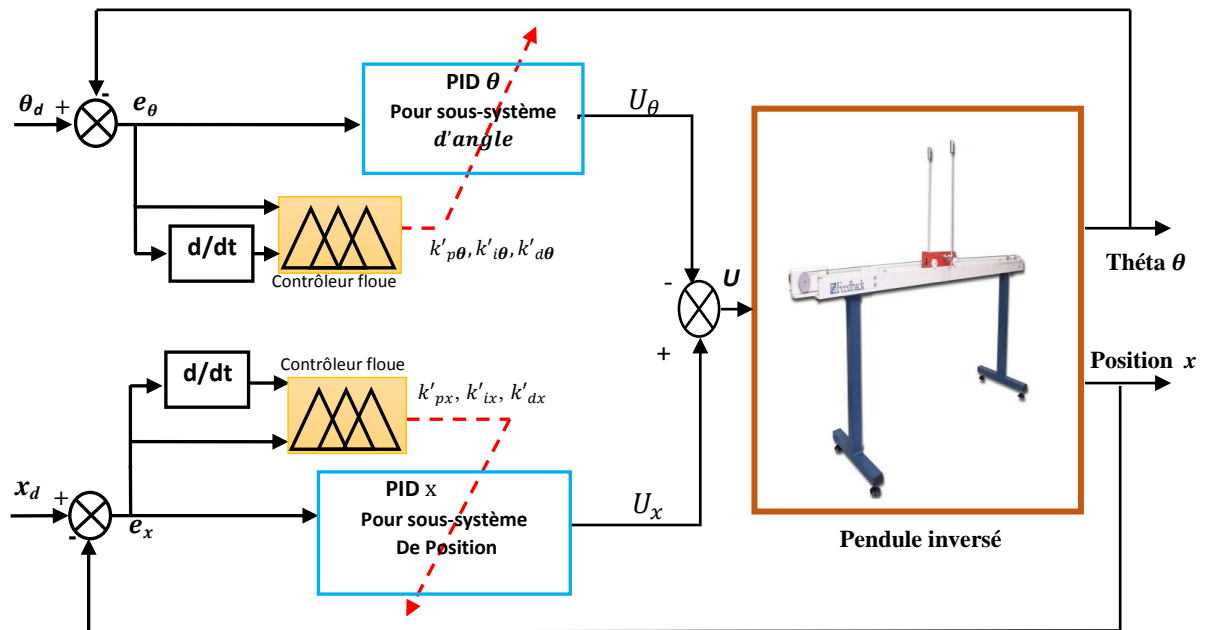 PID θ
Pour sous-système
d'angle
θd
+
-
eθ
Uθ
d/dt
Contrôleur floue
k′pθ, k′iθ, k′dθ
-
+
U
Feedback
Théta θ
Position x
Pendule inversé
d/dt
Contrôleur floue
k′px, k′ix, k′dx
xd
+
-
ex
PID x
Pour sous-système
De Position
Ux